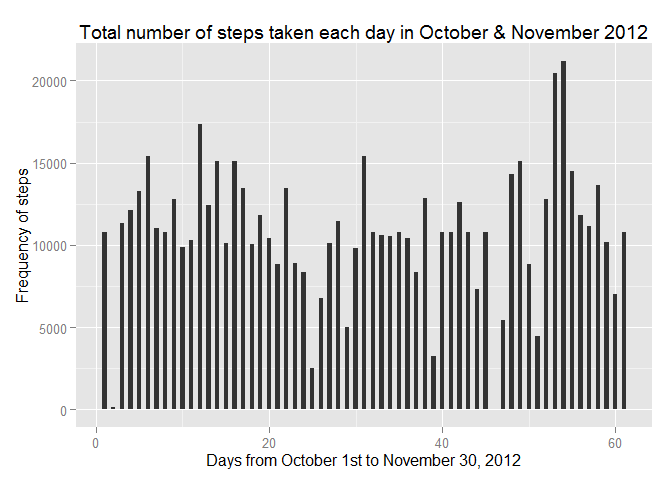 Total number of steps taken each day in October & November 2012
20000
15000
10000
5000
0
Frequency of steps
0 20 40 60
Days from October 1st to November 30, 2012